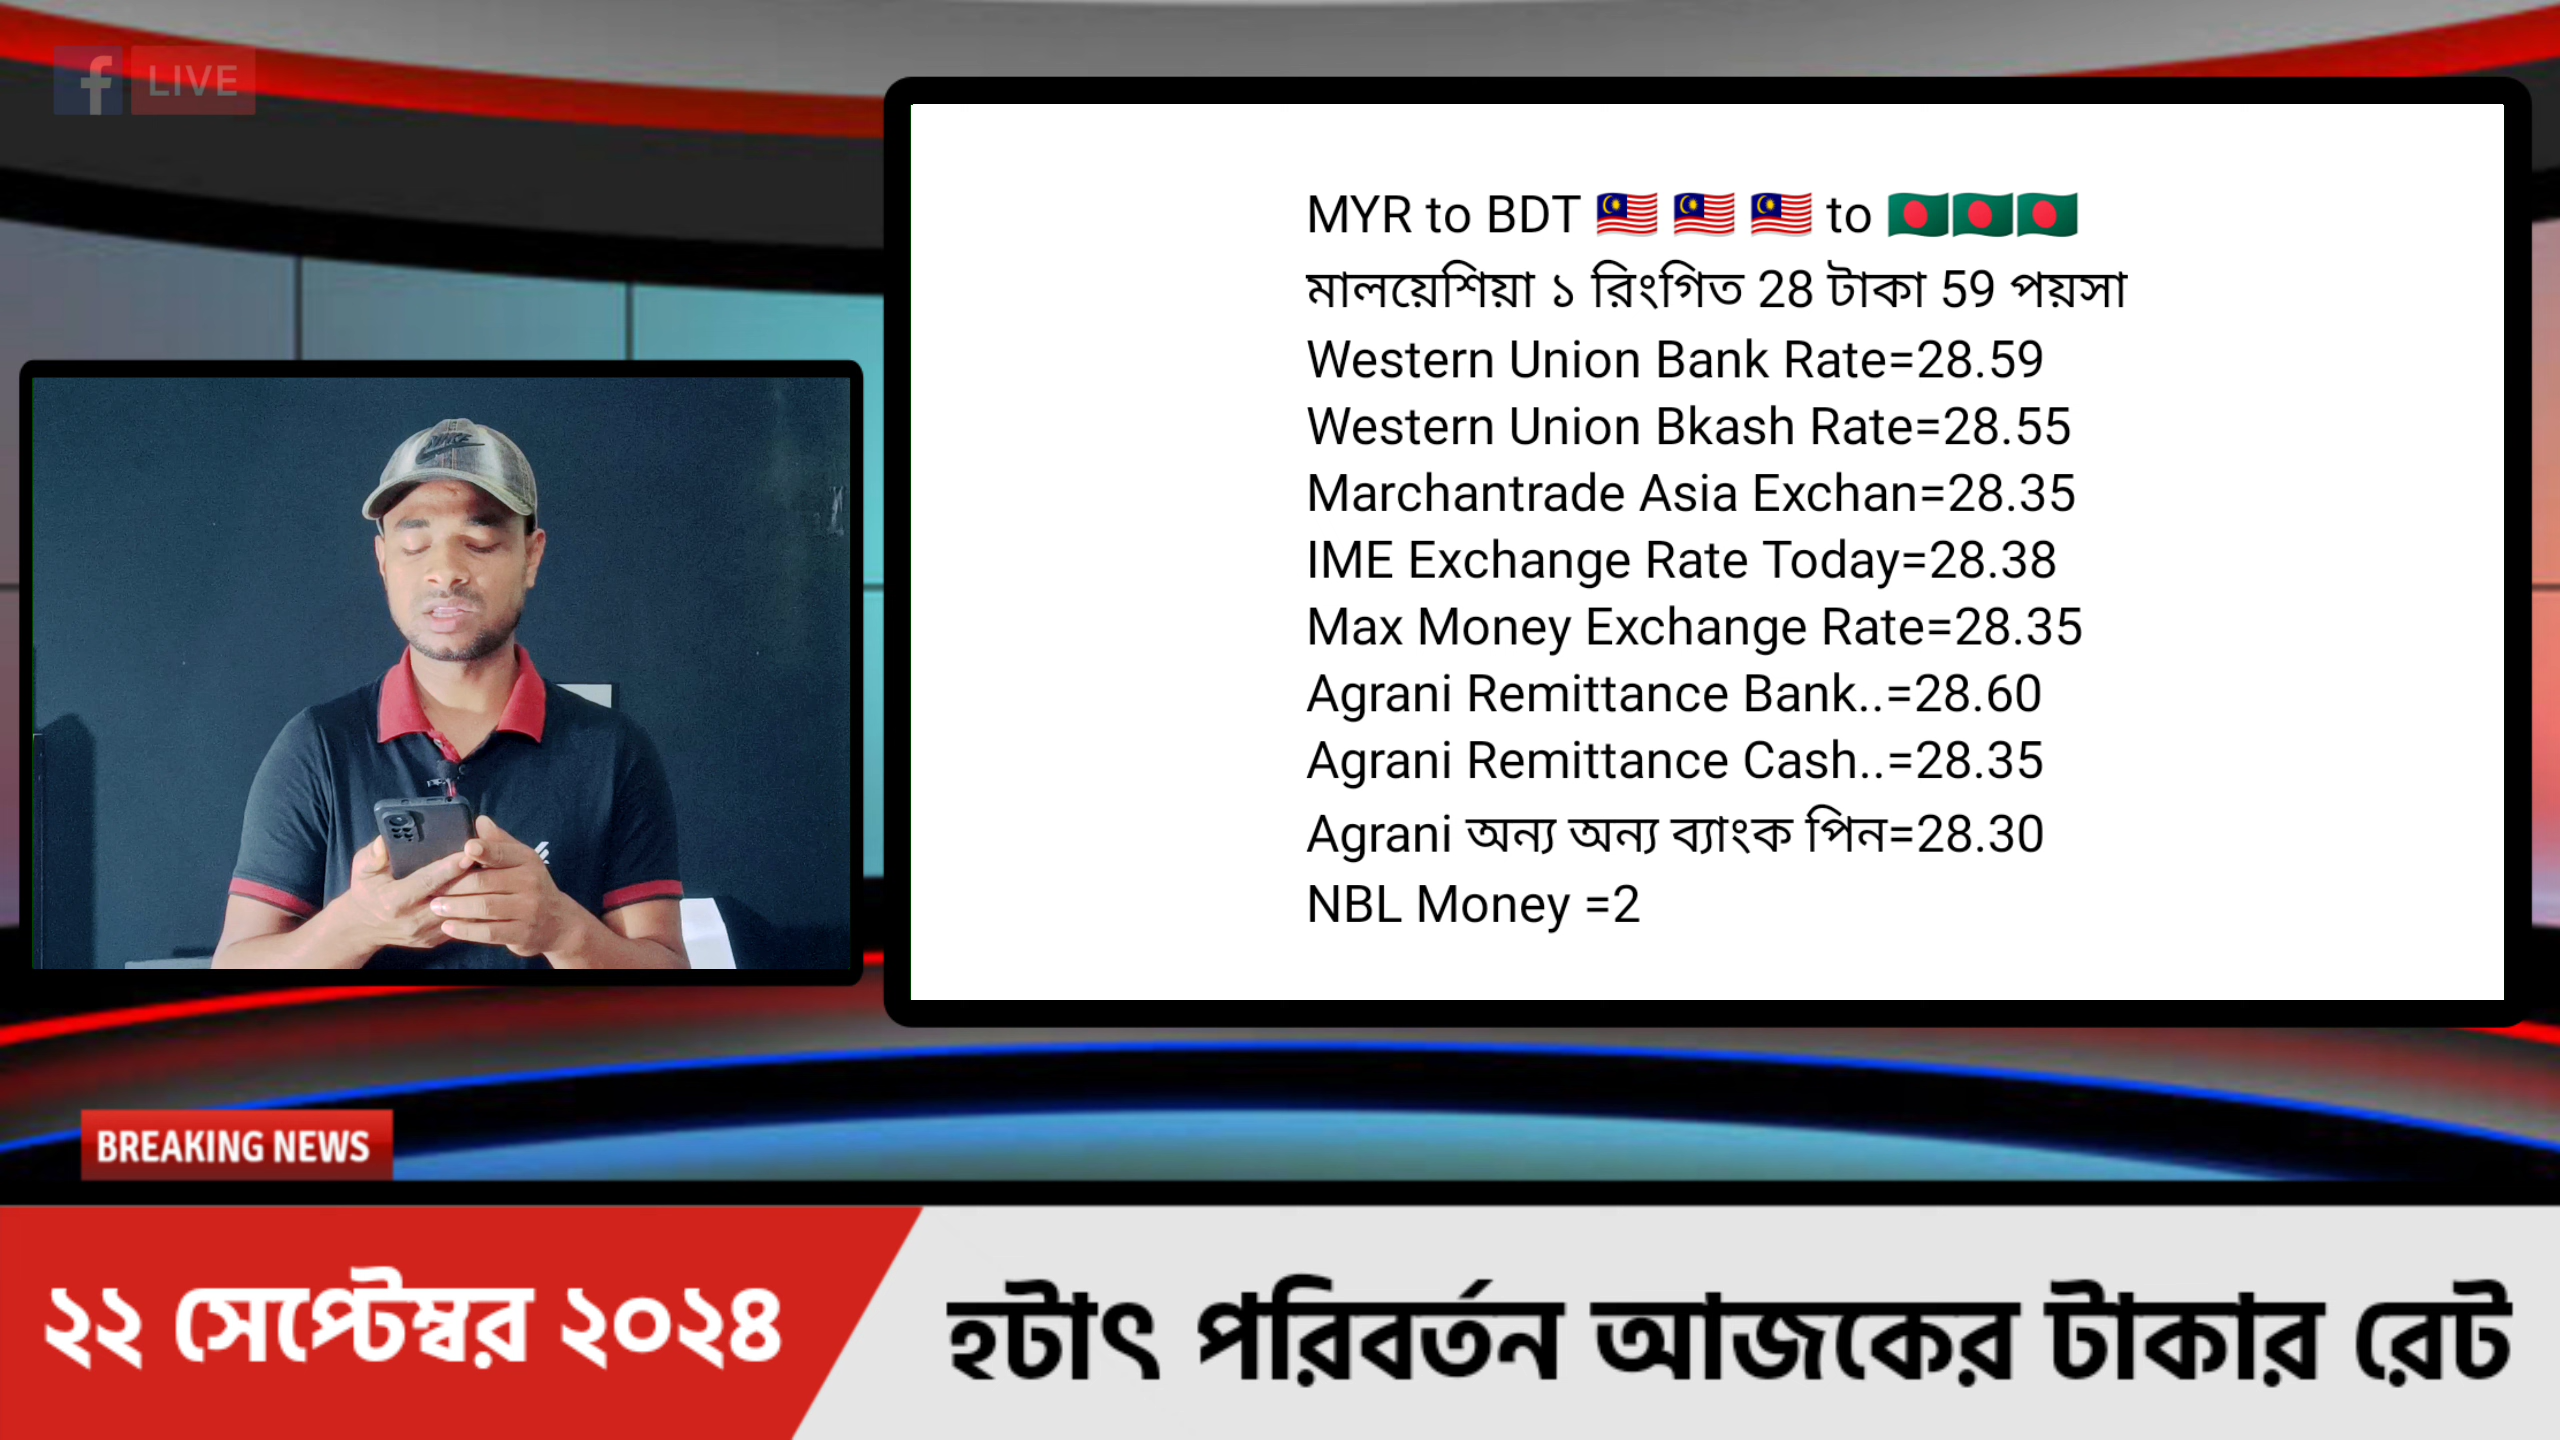 f LIVE
MYR to BDT 🇲🇾 🇲🇾 🇲🇾 to 🇧🇩🇧🇩🇧🇩
মালয়েশিয়া ১ রিংগিত 28 টাকা 59 পয়সা
Western Union Bank Rate=28.59
Western Union Bkash Rate=28.55
Marchantrade Asia Exchan=28.35
IME Exchange Rate Today=28.38
Max Money Exchange Rate=28.35
Agrani Remittance Bank..=28.60
Agrani Remittance Cash..=28.35
Agrani অন্য অন্য ব্যাংক পিন=28.30
NBL Money =2
NIKE
BREAKING NEWS
২২ সেপ্টেম্বর ২০২৪
হটাৎ পরিবর্তন আজকের টাকার রেট